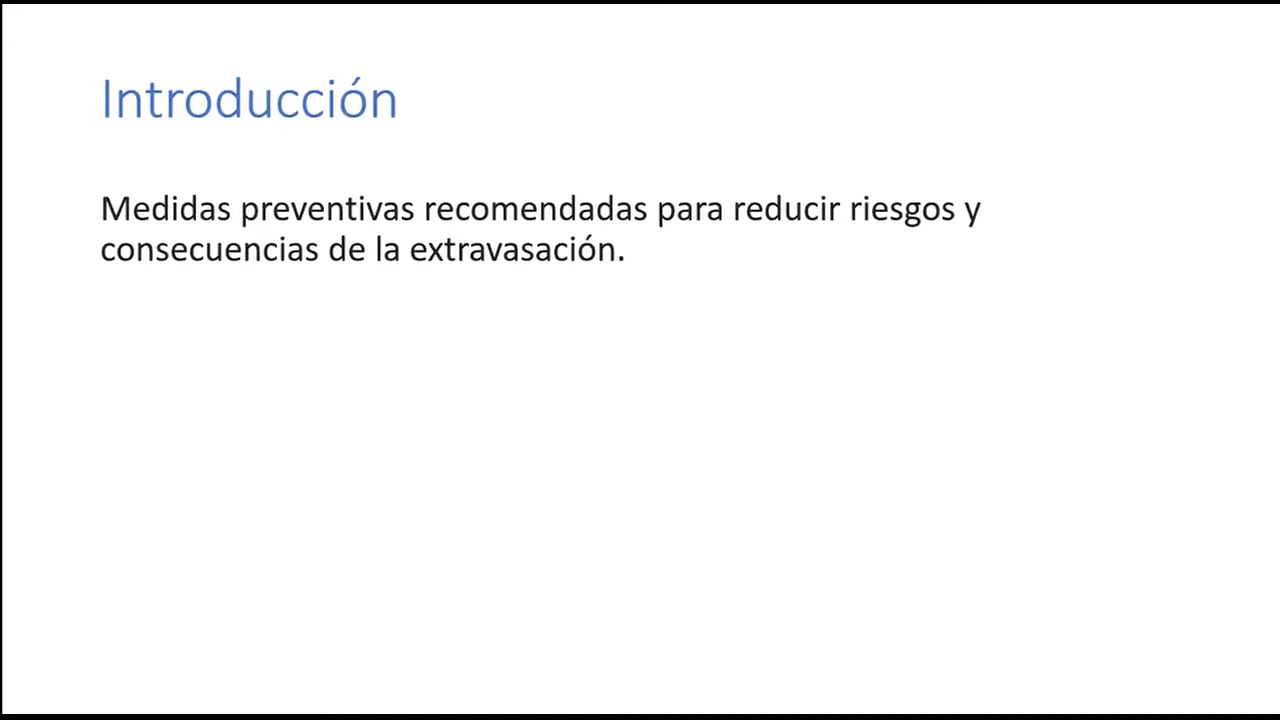 Introducción
Medidas preventivas recomendadas para reducir riesgos y
consecuencias de la extravasación.